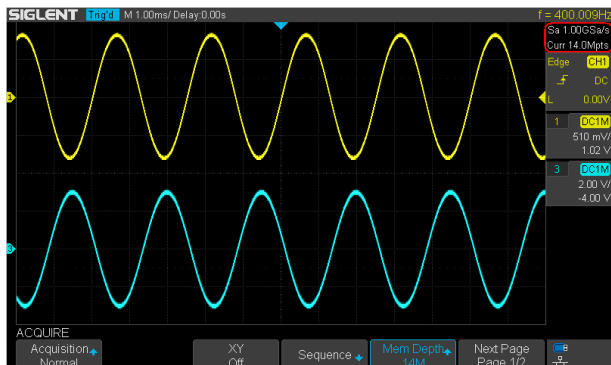 SIGLENT Trig'd M 1.00ms/ Delay:0.00s f = 400.009Hz
Sa 1.00GSa/s
Curr 14.0Mpts
Edge CH1
DC
L 0.00V
1 DC1M
510 mV/
1.02 V
3 DC1M
2.00 V/
-4.00 V
1
3
ACQUIRE
Acquisition XY Sequence Mem Depth Next Page
Normal Off 14M Page 1/2